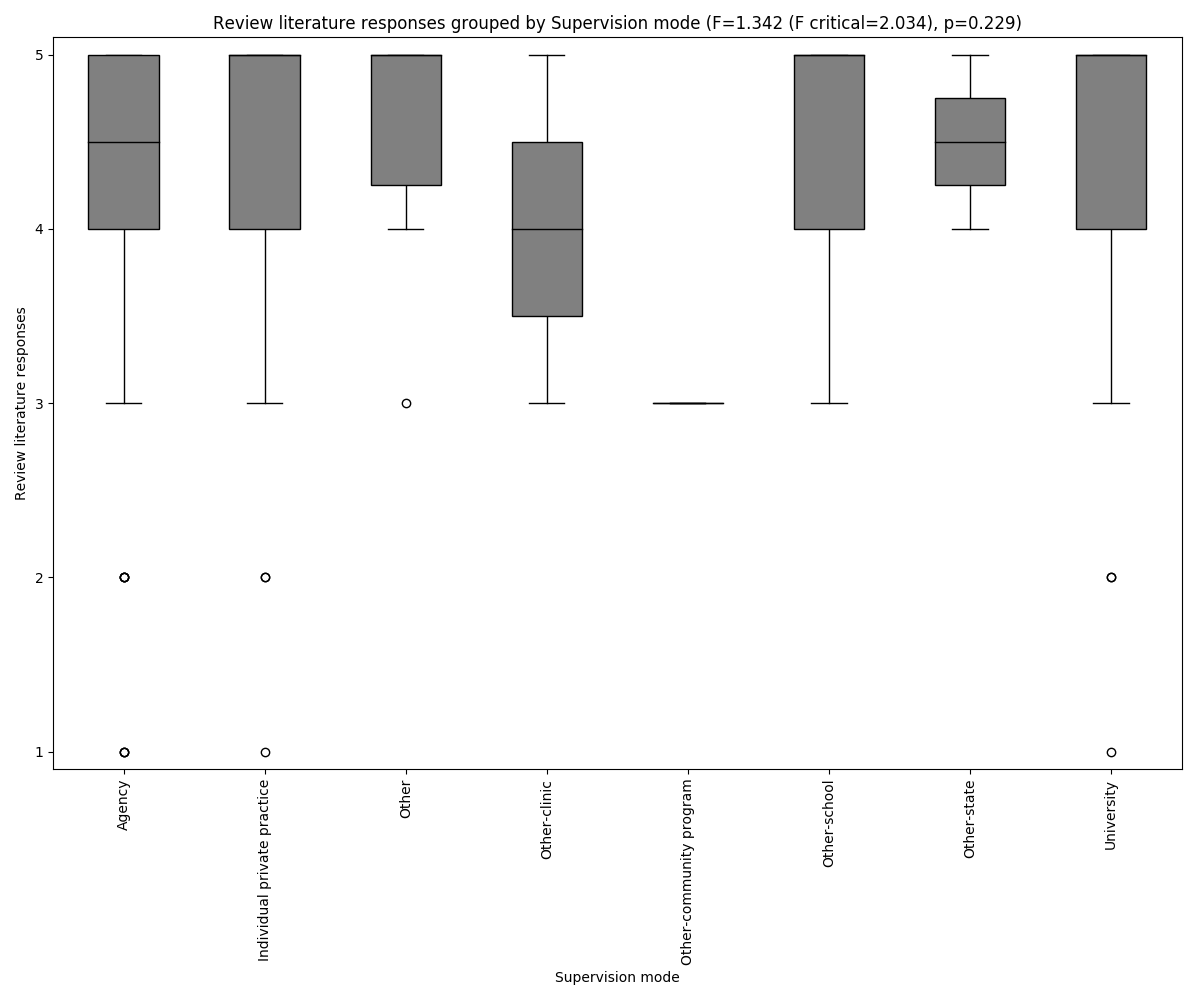 Review literature responses grouped by Supervision mode (F=1.342 (F critical=2.034), p=0.229)
Review literature responses
5
4
3
2
1
Agency
Individual private practice
Other
Other-clinic
Other-community program
Other-school
Other-state
University
Supervision mode